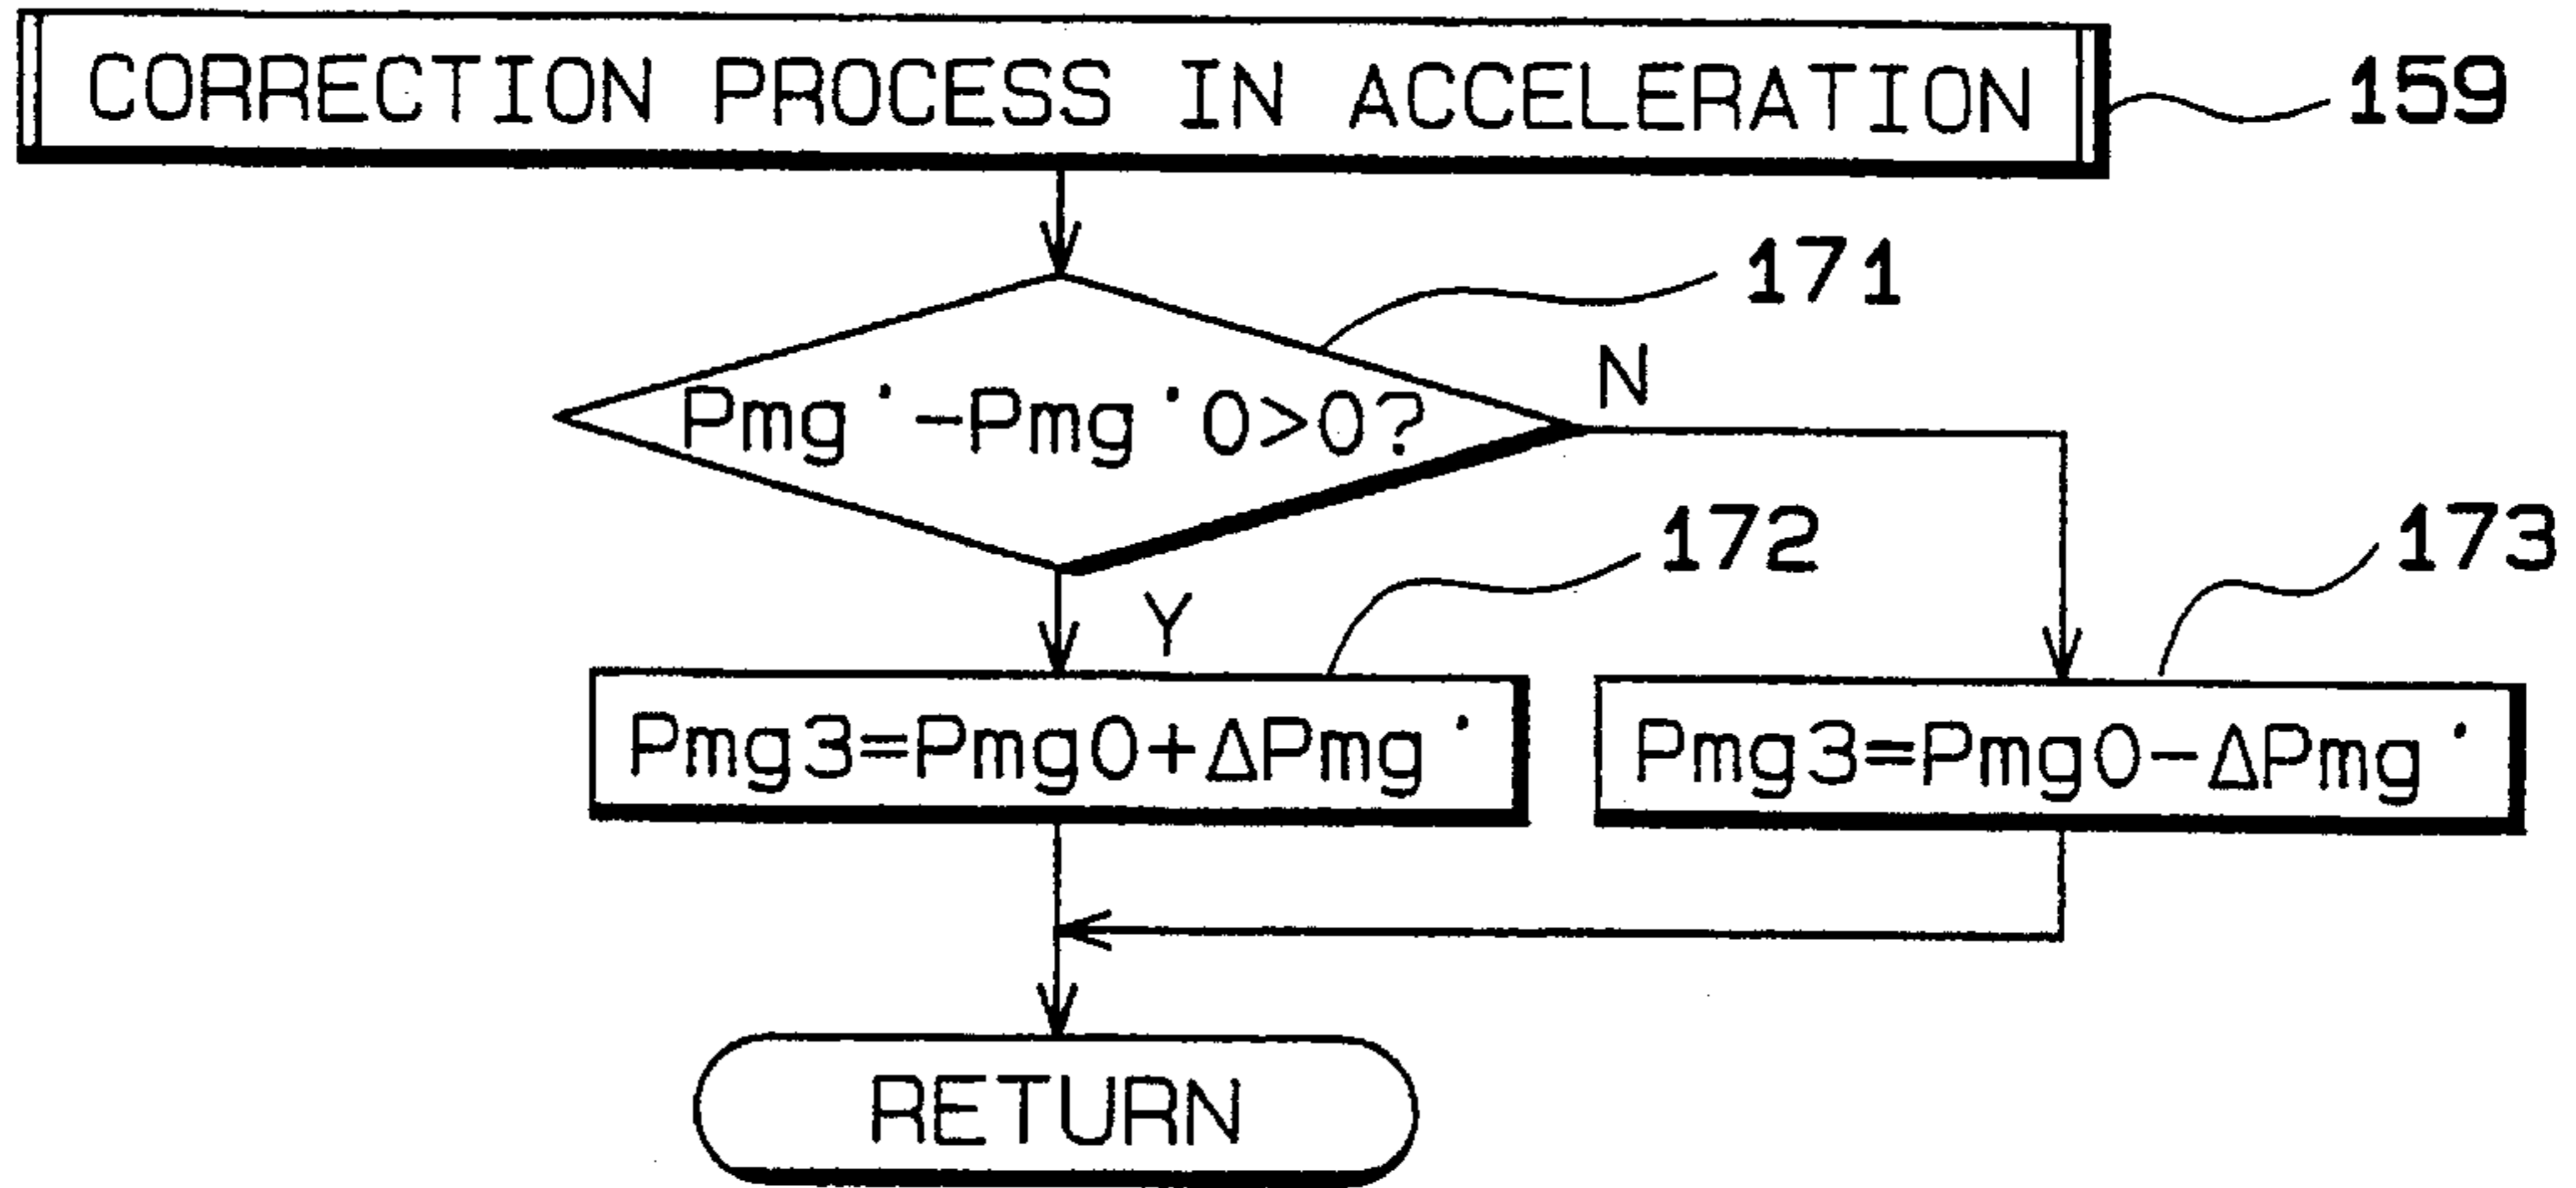 CORRECTION PROCESS IN ACCELERATION
159
171
Pmg'-Pmg'0>0?
N
Y
172
173
Pmg3=Pmg0+ΔPmg'
Pmg3=Pmg0-ΔPmg'
RETURN